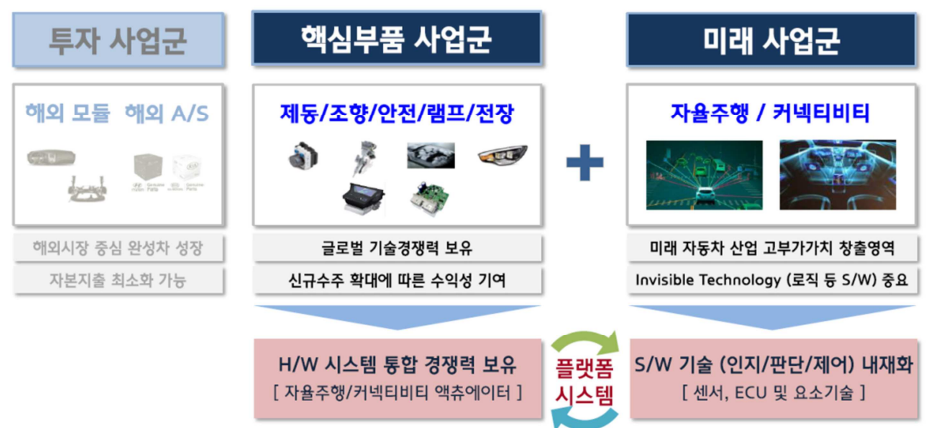 투자 사업군
해외 모듈 해외 A/S
해외시장 중심 완성차 성장
자본지출 최소화 가능
핵심부품 사업군
제동/조향/안전/램프/전장
글로벌 기술경쟁력 보유
신규수주 확대에 따른 수익성 기여
H/W 시스템 통합 경쟁력 보유
[ 자율주행/커넥티비티 액츄에이터 ]
+
플랫폼
시스템
미래 사업군
자율주행 / 커넥티비티
미래 자동차 산업 고부가가치 창출영역
Invisible Technology (로직 등 S/W) 중요
S/W 기술 (인지/판단/제어) 내재화
[ 센서, ECU 및 요소기술 ]